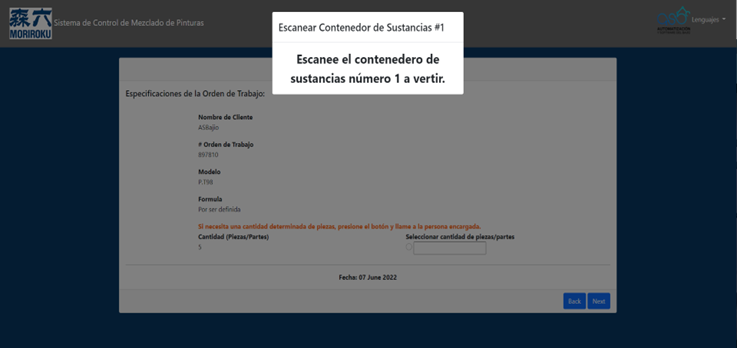 森六
MORIROKU
Sistema de Control de Mezclado de Pinturas
Escanear Contenedor de Sustancias #1
Escanee el contenedero de
sustancias número 1 a vertir.
Lenguajes
Especificaciones de la Orden de Trabajo:
Nombre de Cliente
ASBajio
# Orden de Trabajo
897810
Modelo
P.T98
Formula
Por ser definida
Si necesita una cantidad determinada de piezas, presione el botón y llame a la persona encargada.
Cantidad (Piezas/Partes)
Seleccionar cantidad de piezas/partes
5
Fecha: 07 June 2022
Back
Next